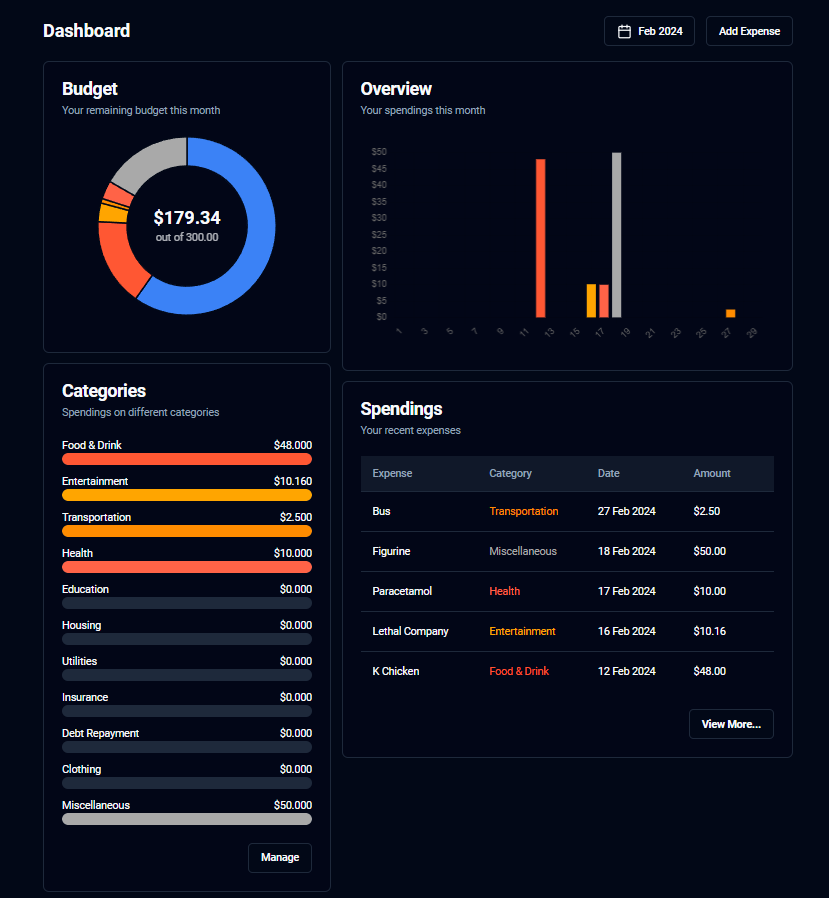 Dashboard
Feb 2024
Add Expense
Budget
Your remaining budget this month
$179.34
out of 300.00
Overview
Your spendings this month
$50
$45
$40
$35
$30
$25
$20
$15
$10
$5
$0
1 3 5 7 9 11 13 15 17 19 21 23 25 27 29
Categories
Spendings on different categories
Food & Drink $48.000
Entertainment $10.160
Transportation $2.500
Health $10.000
Education $0.000
Housing $0.000
Utilities $0.000
Insurance $0.000
Debt Repayment $0.000
Clothing $0.000
Miscellaneous $50.000
Manage
Spendings
Your recent expenses
Expense Category Date Amount
Bus Transportation 27 Feb 2024 $2.50
Figurine Miscellaneous 18 Feb 2024 $50.00
Paracetamol Health 17 Feb 2024 $10.00
Lethal Company Entertainment 16 Feb 2024 $10.16
K Chicken Food & Drink 12 Feb 2024 $48.00
View More...